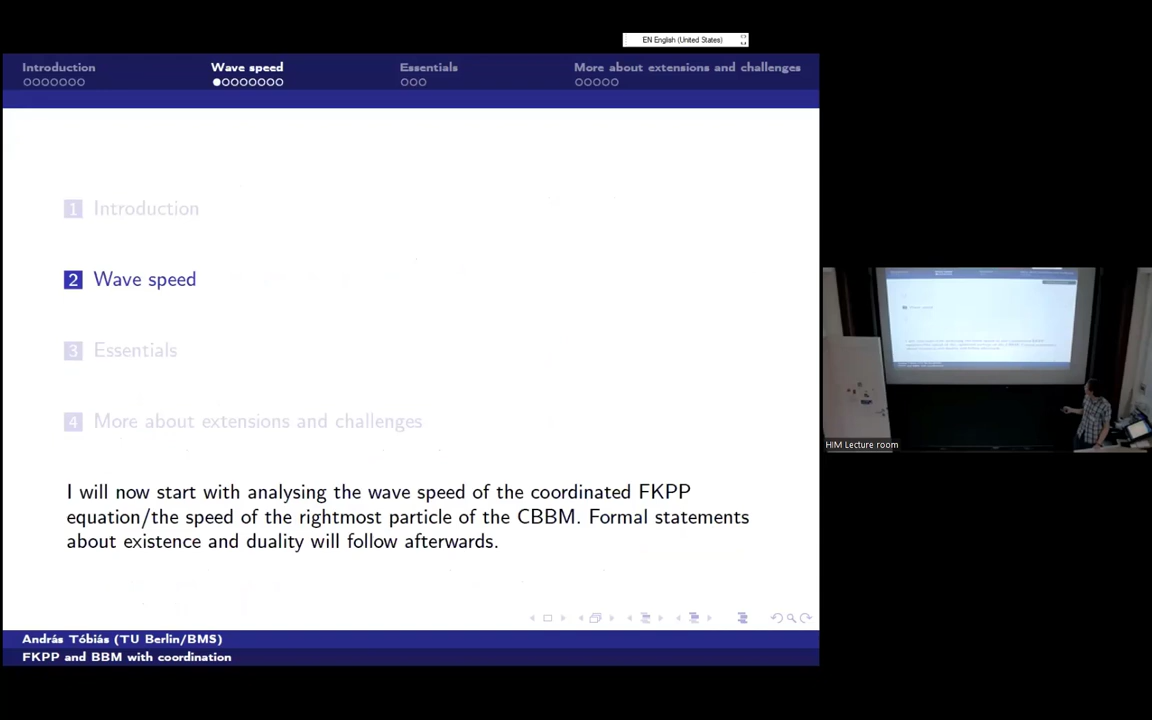 EN English (United States)
Introduction
Wave speed
Essentials
More about extensions and challenges
1 Introduction
2 Wave speed
3 Essentials
4 More about extensions and challenges
I will now start with analysing the wave speed of the coordinated FKPP
equation/the speed of the rightmost particle of the CBBM. Formal statements
about existence and duality will follow afterwards.
András Tóbiás (TU Berlin/BMS)
FKPP and BBM with coordination
HIM Lecture room